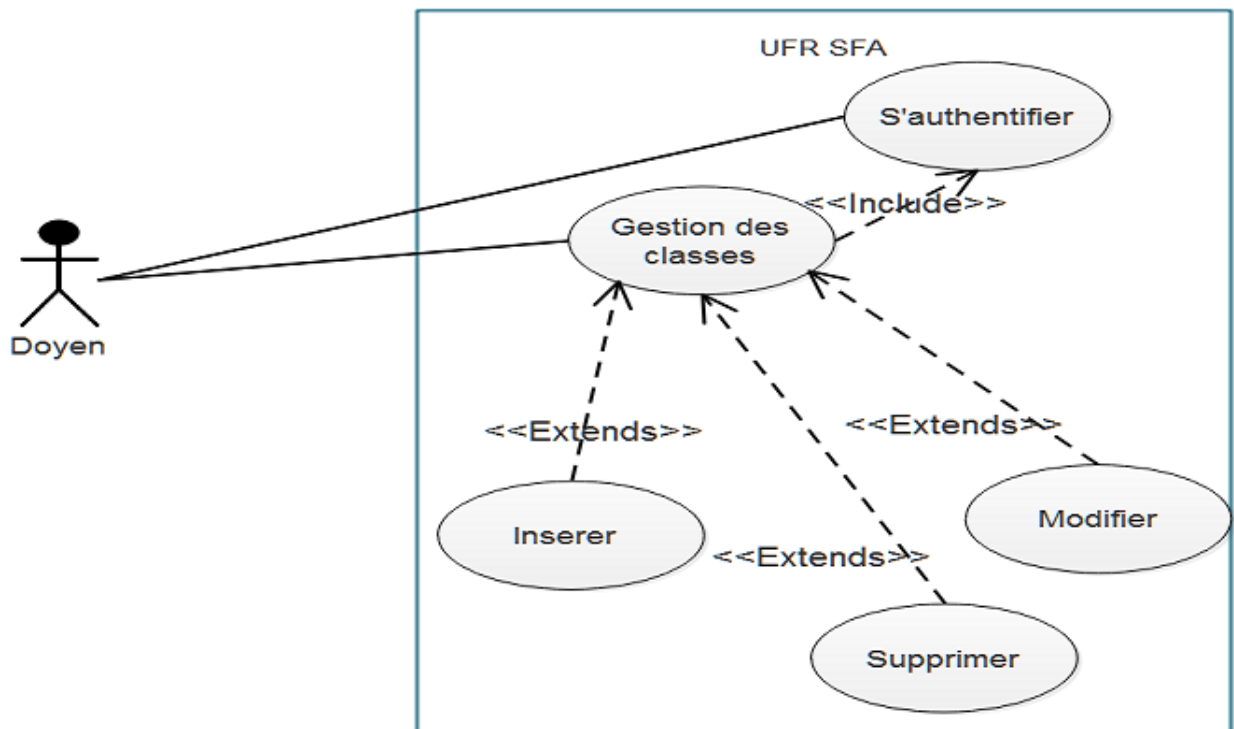 UFR SFA
S'authentifier
<<Include>>
Gestion des
classes
Doyen
<<Extends>>
<<Extends>>
Inserer
Modifier
<<Extends>>
Supprimer